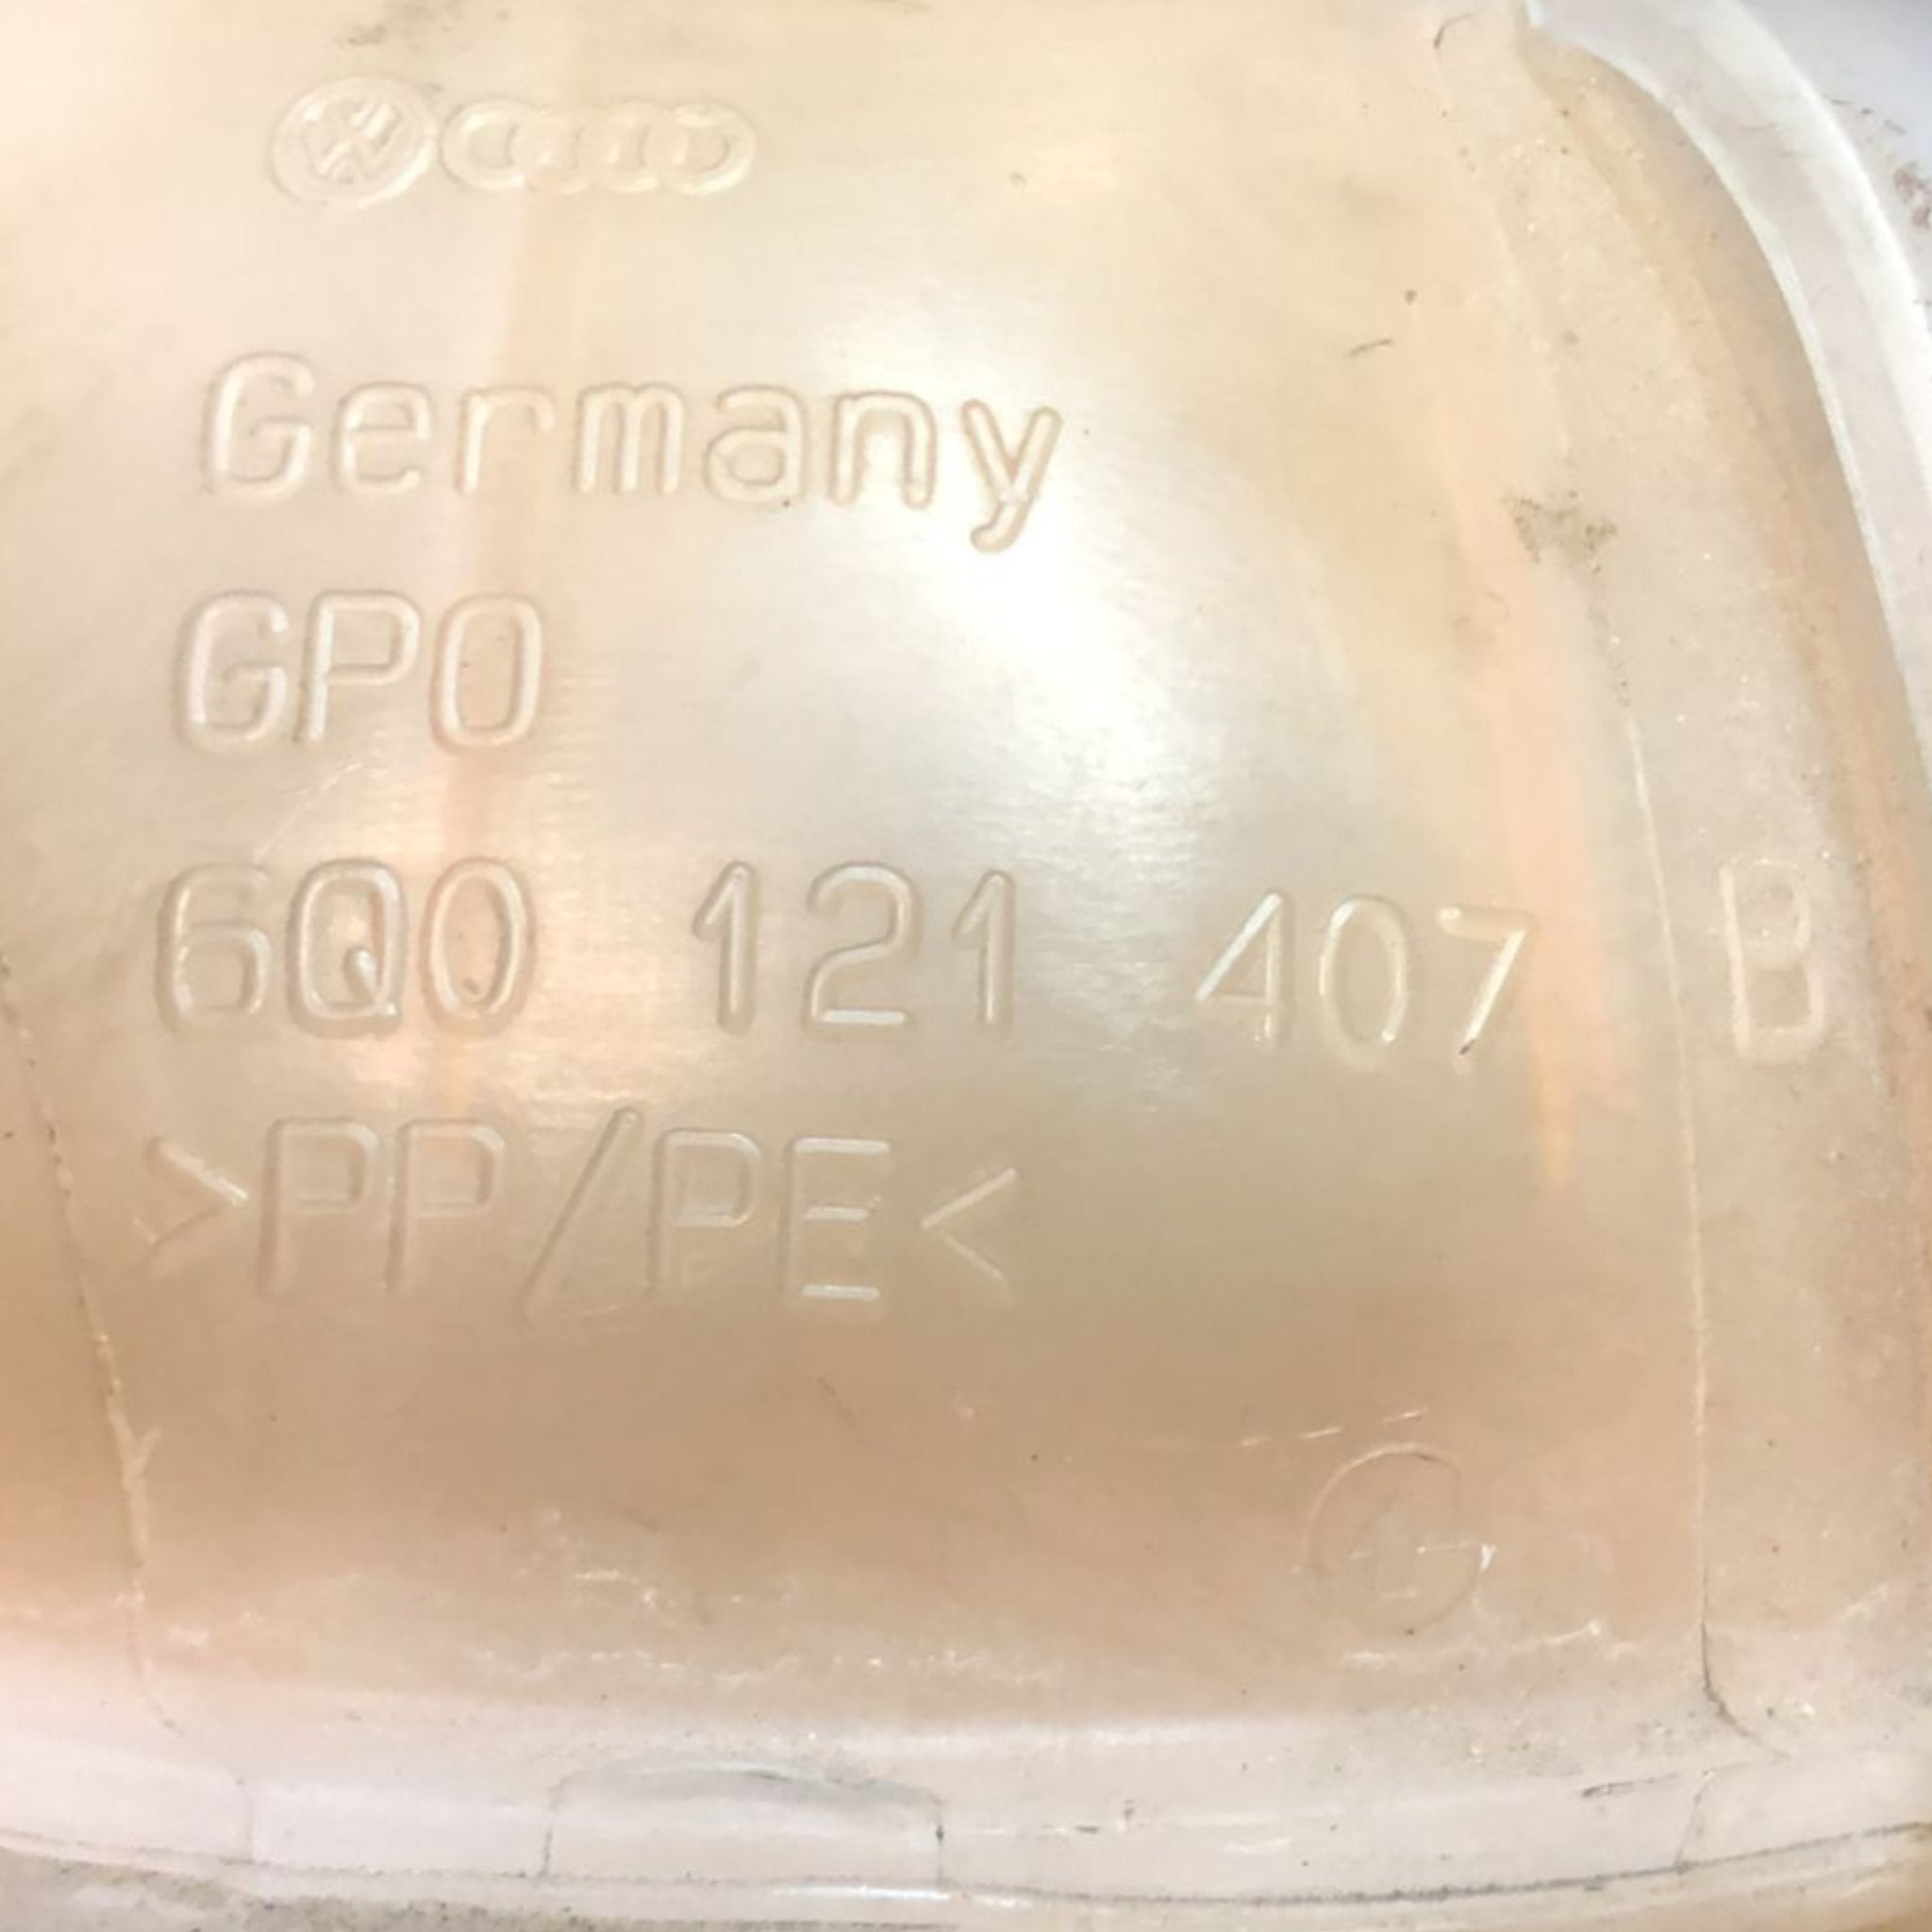 Germany
GPO
6Q0 121 407 B
>PP/PE<